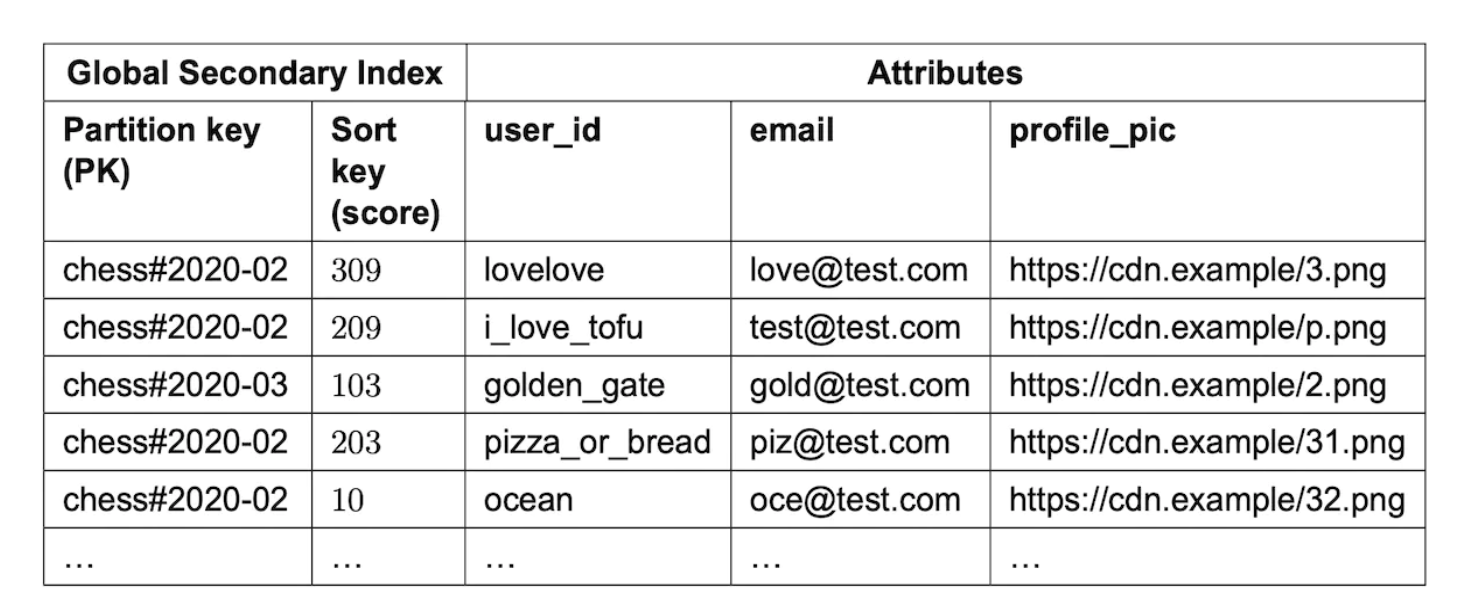 Global Secondary Index Attributes
Partition key (PK) Sort key (score) user_id email profile_pic
chess#2020-02 309 lovelove love@test.com https://cdn.example/3.png
chess#2020-02 209 i_love_tofu test@test.com https://cdn.example/p.png
chess#2020-03 103 golden_gate gold@test.com https://cdn.example/2.png
chess#2020-02 203 pizza_or_bread piz@test.com https://cdn.example/31.png
chess#2020-02 10 ocean oce@test.com https://cdn.example/32.png
… … … … …